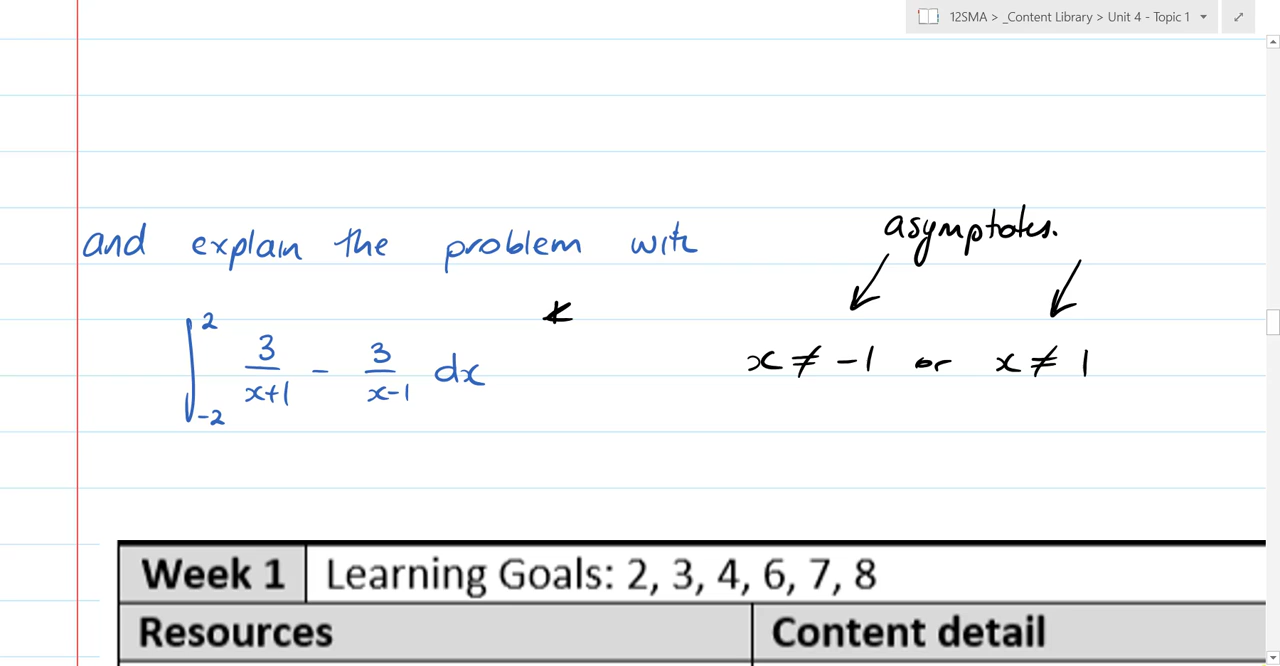 12SMA > _Content Library > Unit 4 - Topic 1
and explain the problem with
asymptotes.
∫_{-2}^{2} 3/(x+1) - 3/(x-1) dx
x ≠ -1 or x ≠ 1
Week 1 Learning Goals: 2, 3, 4, 6, 7, 8
Resources Content detail